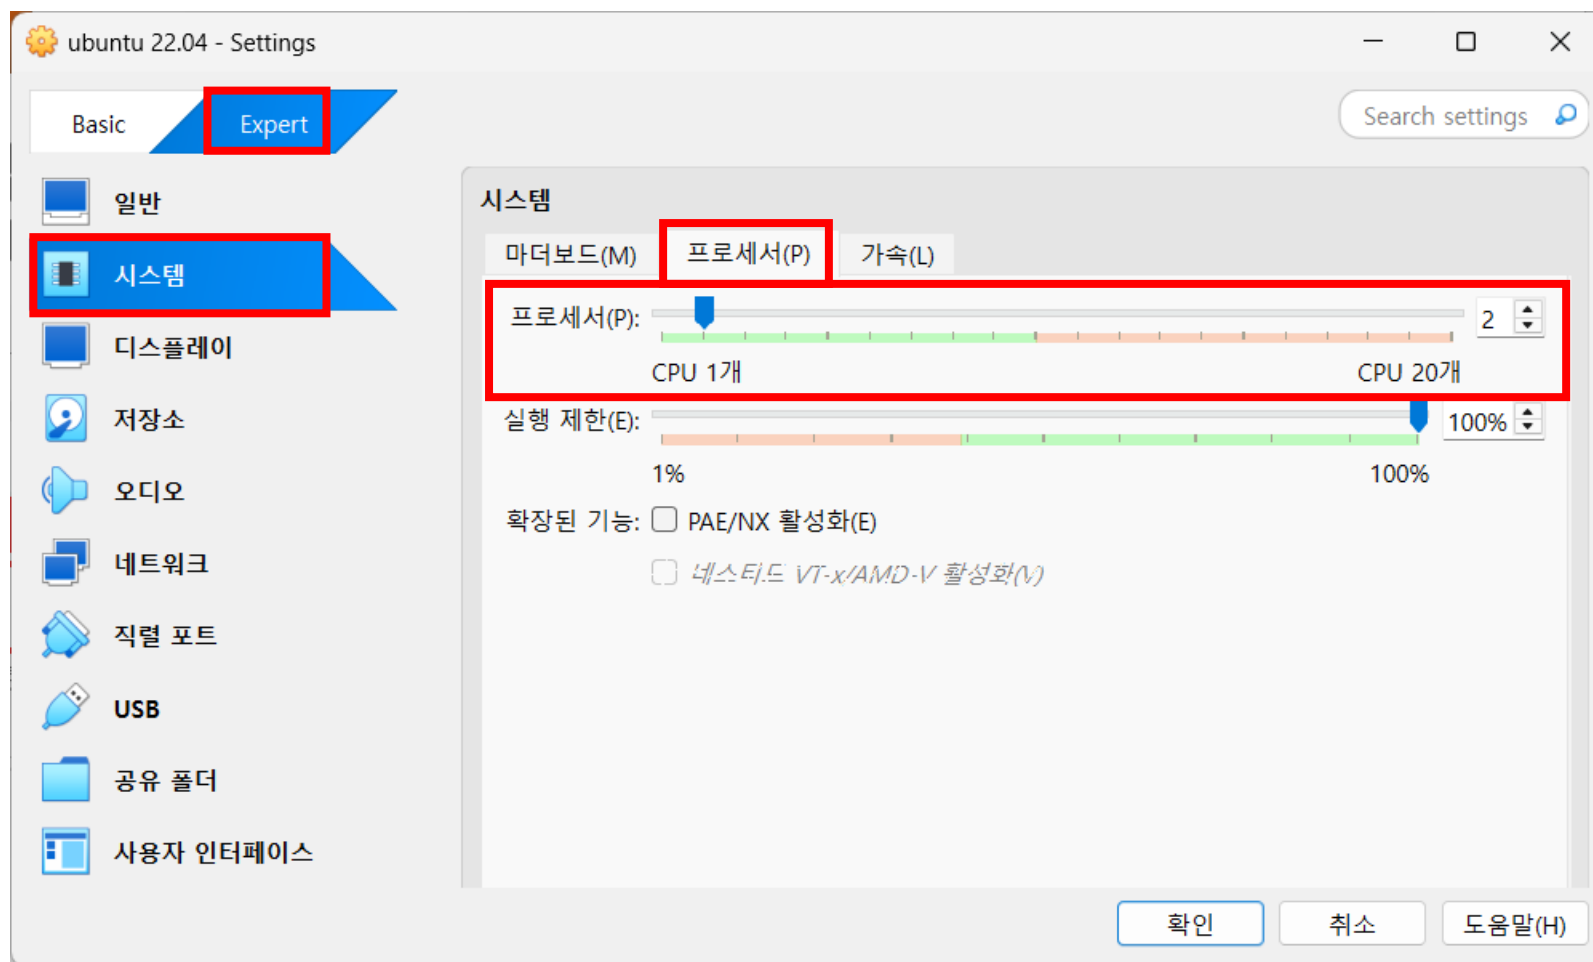 ubuntu 22.04 - Settings
Basic
Expert
Search settings
일반
시스템
디스플레이
저장소
오디오
네트워크
직렬 포트
USB
공유 폴더
사용자 인터페이스
시스템
마더보드(M)
프로세서(P)
가속(L)
프로세서(P):
2
CPU 1개
CPU 20개
실행 제한(E):
100%
1%
100%
확장된 기능:
PAE/NX 활성화(E)
네스티드 VT-x/AMD-V 활성화(V)
확인
취소
도움말(H)